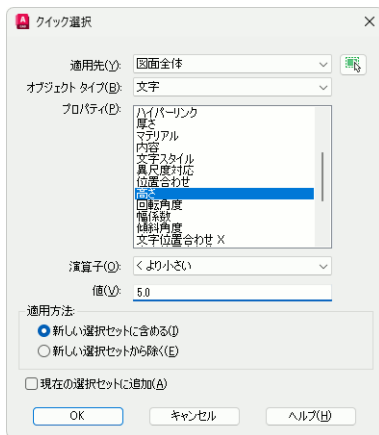 クイック選択
適用先(Y): 図面全体
オブジェクト タイプ(B): 文字
プロパティ(P):
ハイパーリンク
厚さ
マテリアル
内容
文字スタイル
異尺度対応
位置合わせ
高さ
回転角度
幅係数
傾斜角度
文字位置合わせ X
演算子(O): < より小さい
値(V): 5.0
適用方法:
新しい選択セットに含める(I)
新しい選択セットから除く(E)
現在の選択セットに追加(A)
OK キャンセル ヘルプ(H)